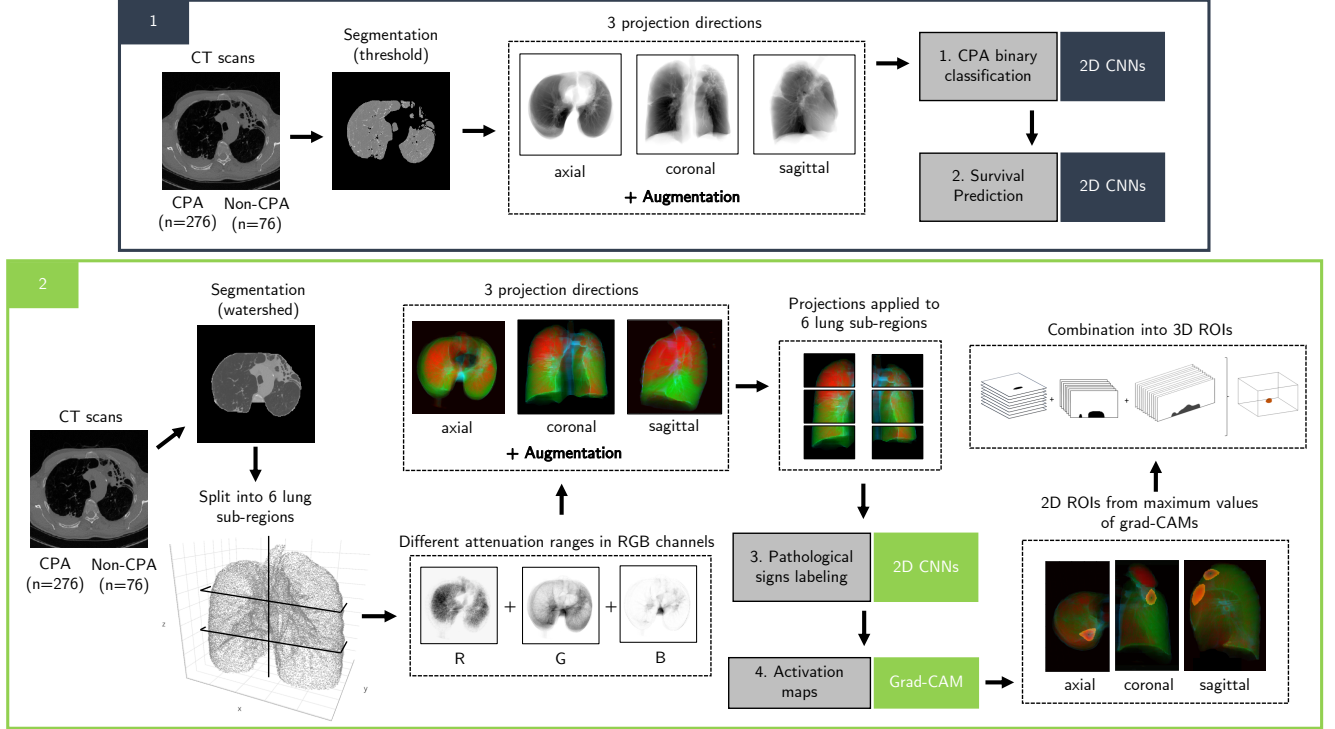 1
CT scans
CPA
(n=276)
Non-CPA
(n=76)
Segmentation
(threshold)
3 projection directions
axial
coronal
sagittal
+ Augmentation
1. CPA binary
classification
2D CNNs
2. Survival
Prediction
2D CNNs
2
CT scans
CPA
(n=276)
Non-CPA
(n=76)
Segmentation
(watershed)
Split into 6 lung
sub-regions
z
x
y
Different attenuation ranges in RGB channels
+
+
R
G
B
3 projection directions
axial
coronal
sagittal
+ Augmentation
Projections applied to
6 lung sub-regions
3. Pathological
signs labeling
2D CNNs
4. Activation
maps
Grad-CAM
2D ROIs from maximum values
of grad-CAMs
axial
coronal
sagittal
Combination into 3D ROIs
+
+